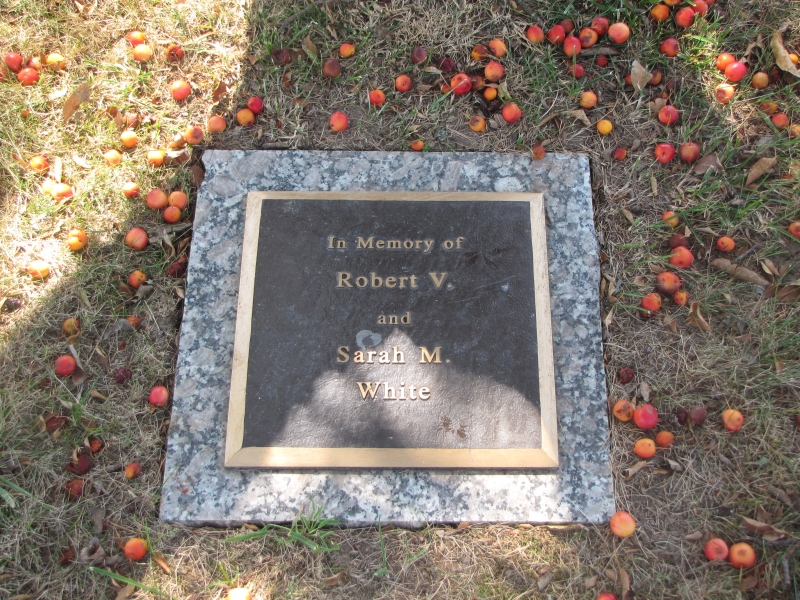 In Memory of
Robert V.
and
Sarah M.
White